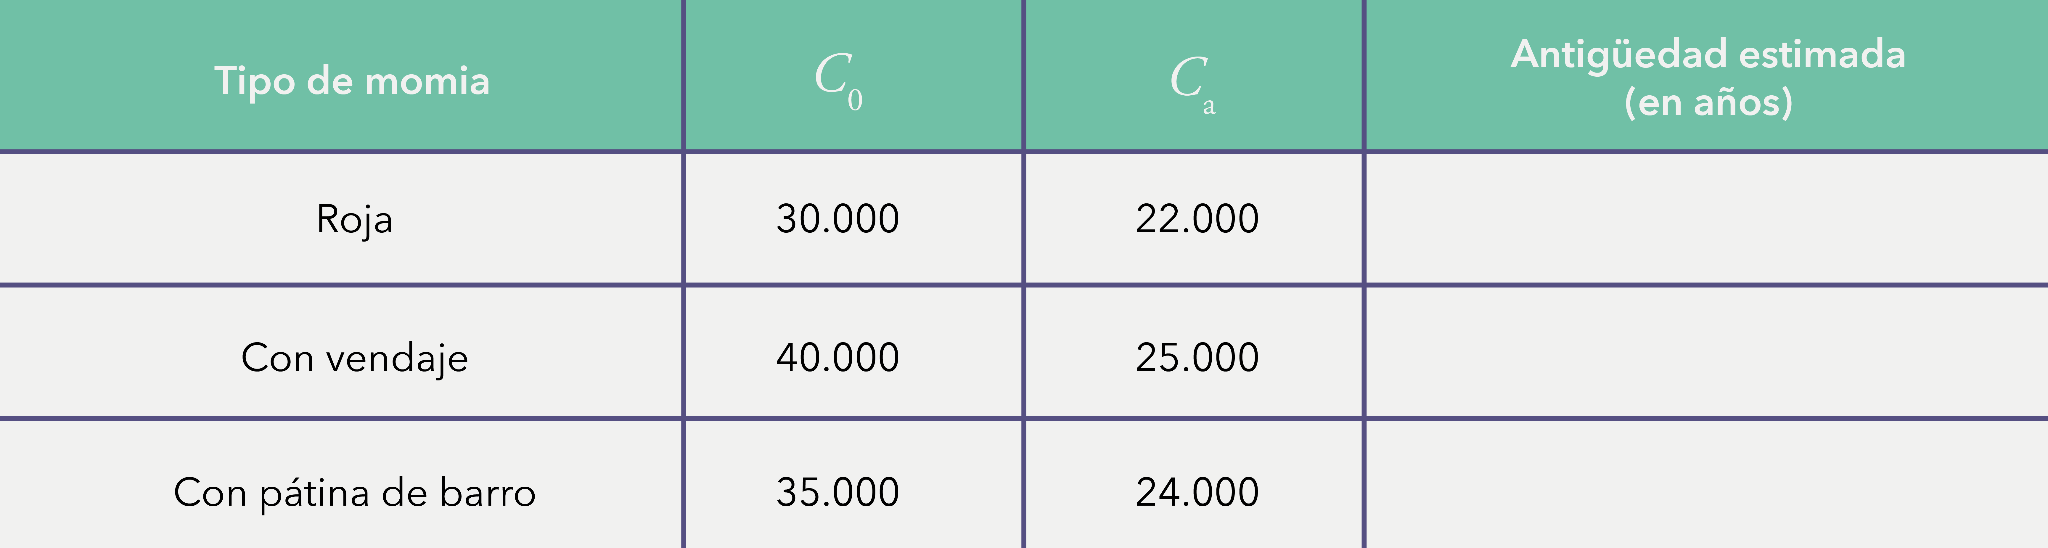 Tipo de momia
C0
Ca
Antigüedad estimada
(en años)
Roja
30.000
22.000
Con vendaje
40.000
25.000
Con pátina de barro
35.000
24.000